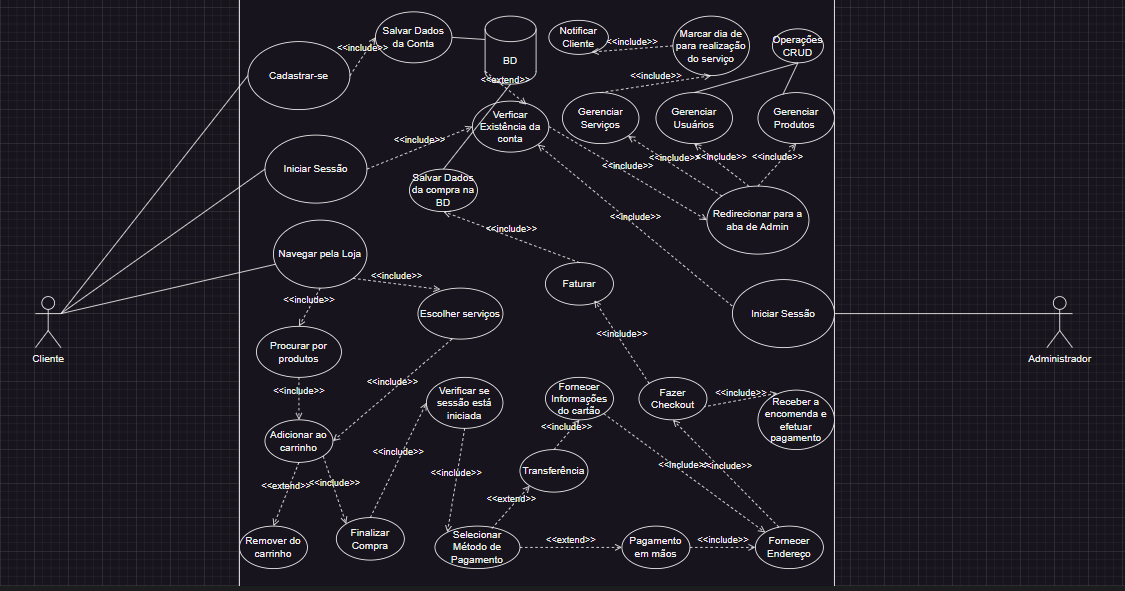 Salvar Dados
da Conta
<<include>>
Cadastrar-se
BD
<<extend>>
Notificar
Cliente
<<include>>
Marcar dia de
para realização
do serviço
<<include>>
Operações
CRUD
Verficar
Existência da
conta
Gerenciar
Serviços
Gerenciar
Usuários
Gerenciar
Produtos
<<include>>
Iniciar Sessão
<<include>>
<<include>>
<<include>>
<<include>>
Salvar Dados
da compra na
BD
<<include>>
<<include>>
Redirecionar para a
aba de Admin
Navegar pela Loja
<<include>>
<<include>>
Faturar
Escolher serviços
Iniciar Sessão
Cliente
Administrador
Procurar por
produtos
<<include>>
<<include>>
<<include>>
Verificar se
sessão está
iniciada
Fornecer
Informações
do cartão
<<include>>
Fazer
Checkout
<<include>>
Receber a
encomenda e
efetuar
pagamento
Adicionar ao
carrinho
<<include>>
<<include>>
Transferência
<<include>>
<<include>>
<<extend>>
<<include>>
<<extend>>
Remover do
carrinho
Finalizar
Compra
Selecionar
Método de
Pagamento
<<extend>>
Pagamento
em mãos
<<include>>
Fornecer
Endereço